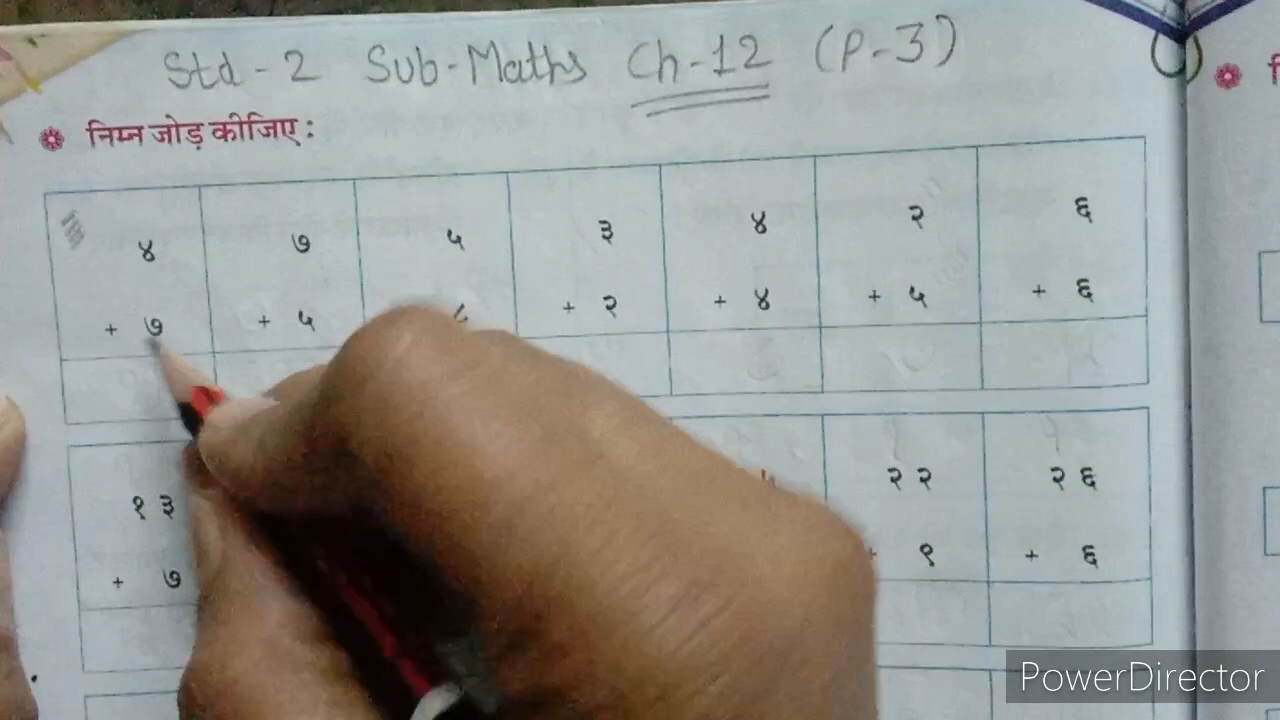 Std - 2 Sub - Maths Ch - 12 (P - 3)
निम्न जोड़ कीजिए :
४ ७ ५ ३ ४ २ ६
+ ७ + ५ + २ + ४ + ५ + ६
१३ २२ २६
+ ७ १ + ६
PowerDirector